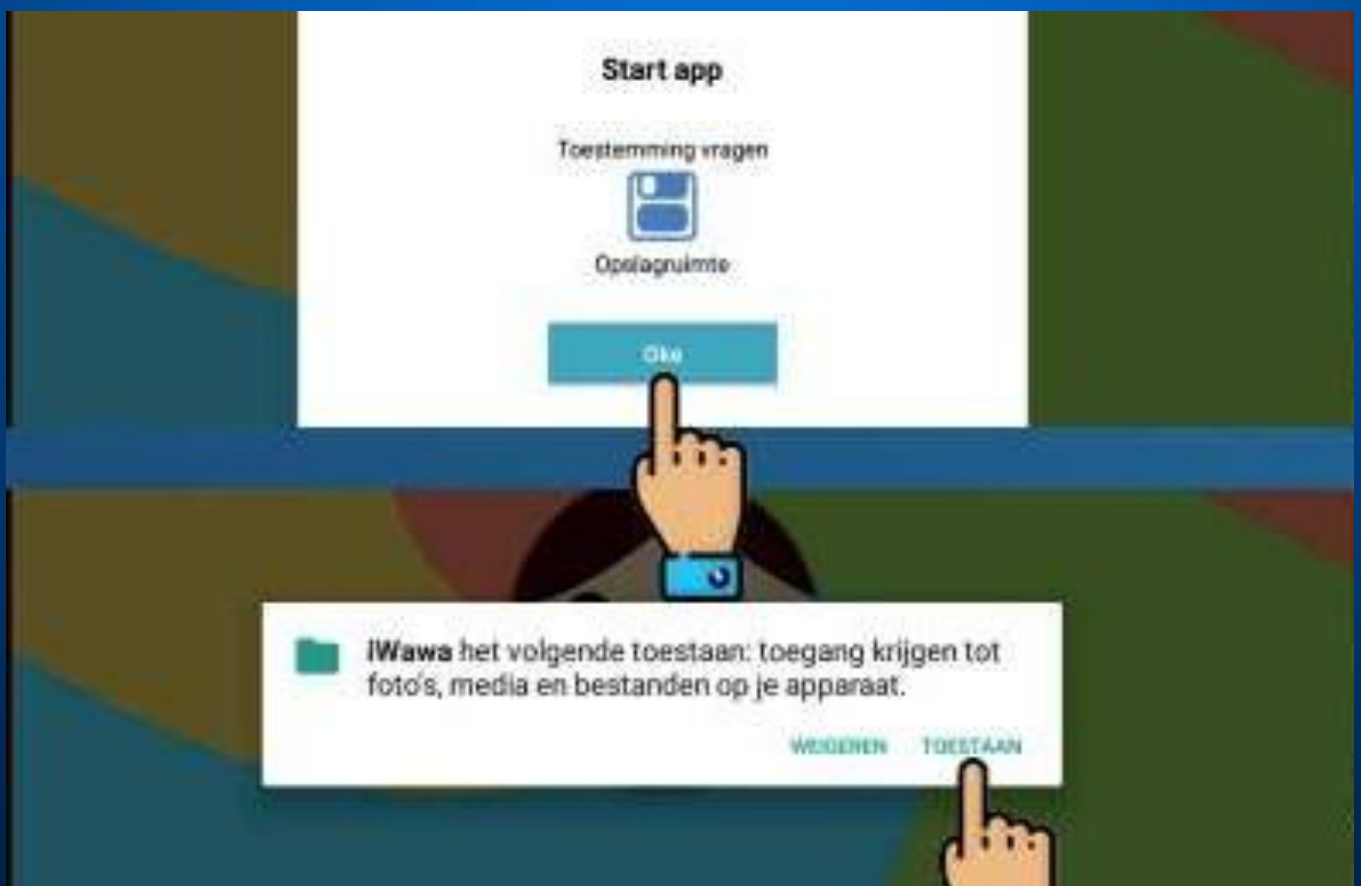 Start app
Toestemming vragen
Opslagruimte
Oke
iWawa het volgende toestaan: toegang krijgen tot
foto's, media en bestanden op je apparaat.
WEIGEREN TOESTAAN